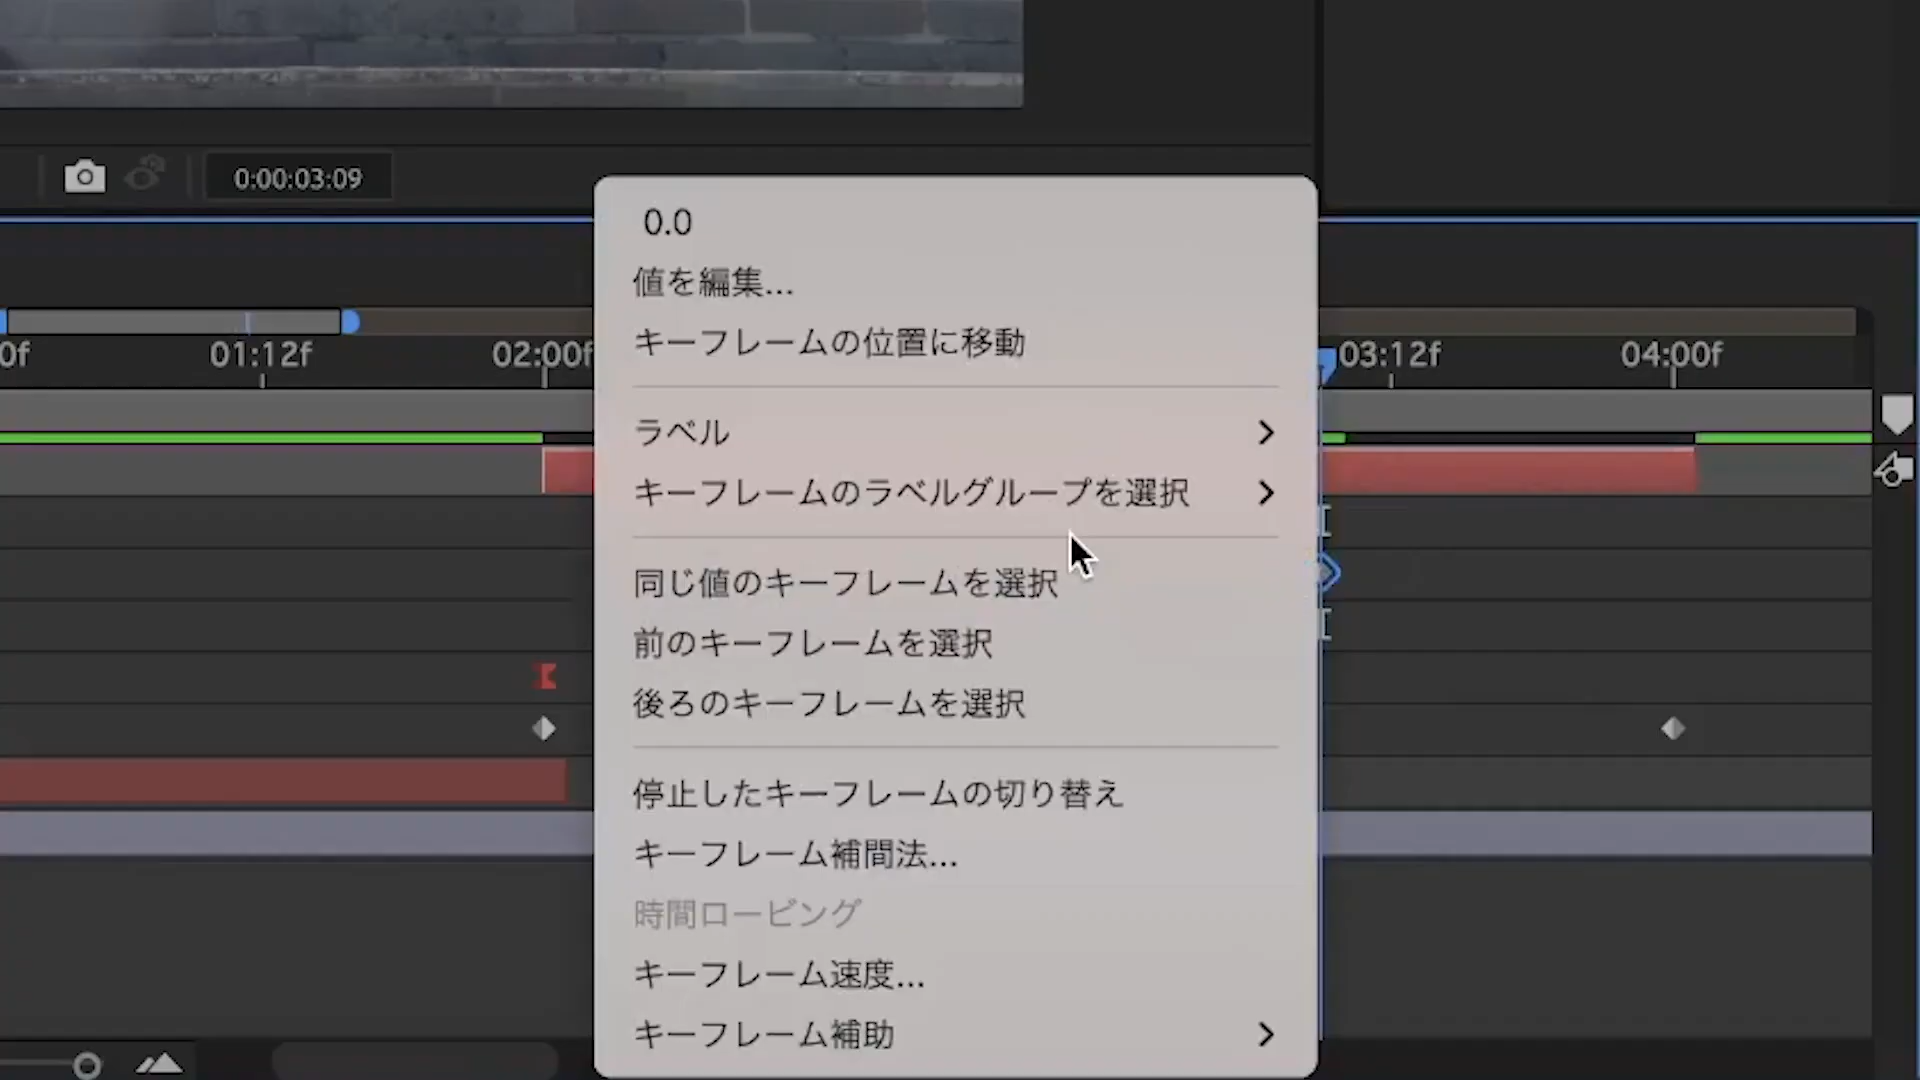 0:00:03:09
0.0
値を編集...
キーフレームの位置に移動
0f
01:12f
02:00f
03:12f
04:00f
ラベル
キーフレームのラベルグループを選択
同じ値のキーフレームを選択
前のキーフレームを選択
後ろのキーフレームを選択
停止したキーフレームの切り替え
キーフレーム補間法...
時間ロービング
キーフレーム速度...
キーフレーム補助